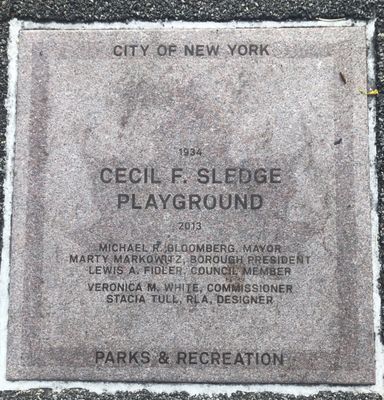 CITY OF NEW YORK
1934
CECIL F. SLEDGE
PLAYGROUND
2013
MICHAEL R. BLOOMBERG, MAYOR
MARTY MARKOWITZ, BOROUGH PRESIDENT
LEWIS A. FIDLER, COUNCIL MEMBER
VERONICA M. WHITE, COMMISSIONER
STACIA TULL, RLA, DESIGNER
PARKS & RECREATION